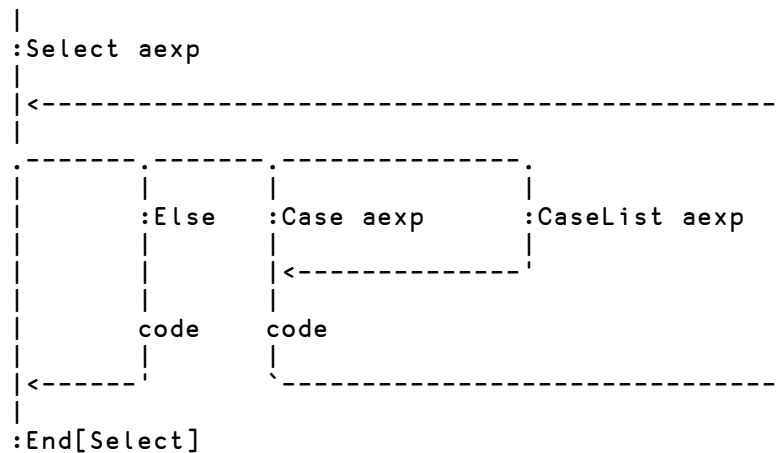 :Select aexp
:Else :Case aexp :CaseList aexp
code code
:End[Select]